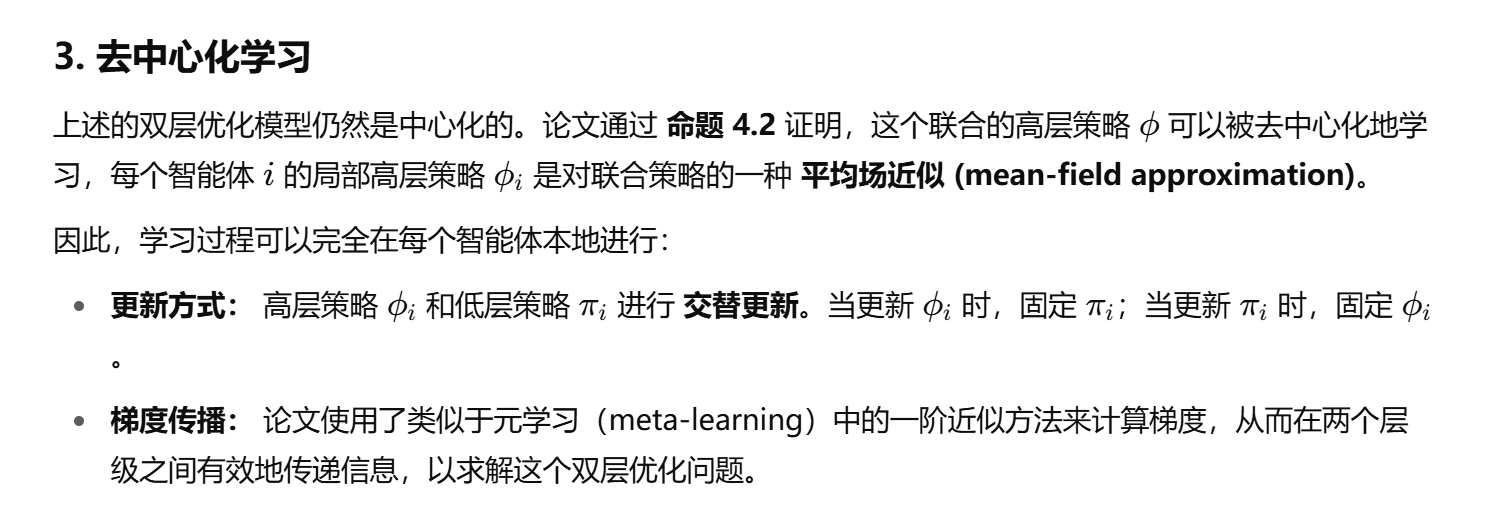 3. 去中心化学习
上述的双层优化模型仍然是中心化的。论文通过 命题 4.2 证明，这个联合的高层策略 ϕ 可以被去中心化地学
习，每个智能体 i 的局部高层策略 ϕᵢ 是对联合策略的一种 平均场近似 (mean-field approximation)。
因此，学习过程可以完全在每个智能体本地进行：
• 更新方式： 高层策略 ϕᵢ 和低层策略 πᵢ 进行 交替更新。当更新 ϕᵢ 时，固定 πᵢ；当更新 πᵢ 时，固定 ϕᵢ
。
• 梯度传播： 论文使用了类似于元学习（meta-learning）中的一阶近似方法来计算梯度，从而在两个层
级之间有效地传递信息，以求解这个双层优化问题。